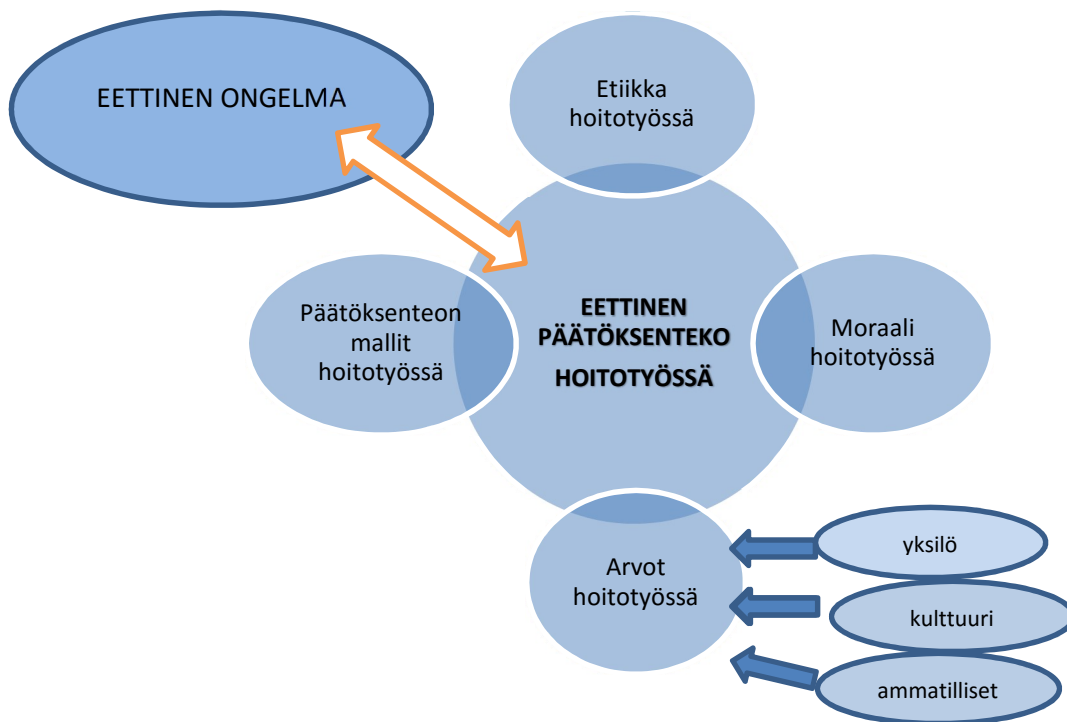 EETTINEN ONGELMA
Etiikka
hoitotyössä
Päätöksenteon
mallit
hoitotyössä
EETTINEN
PÄÄTÖKSENTEKO
HOITOTYÖSSÄ
Moraali
hoitotyössä
Arvot
hoitotyössä
yksilö
kulttuuri
ammatilliset